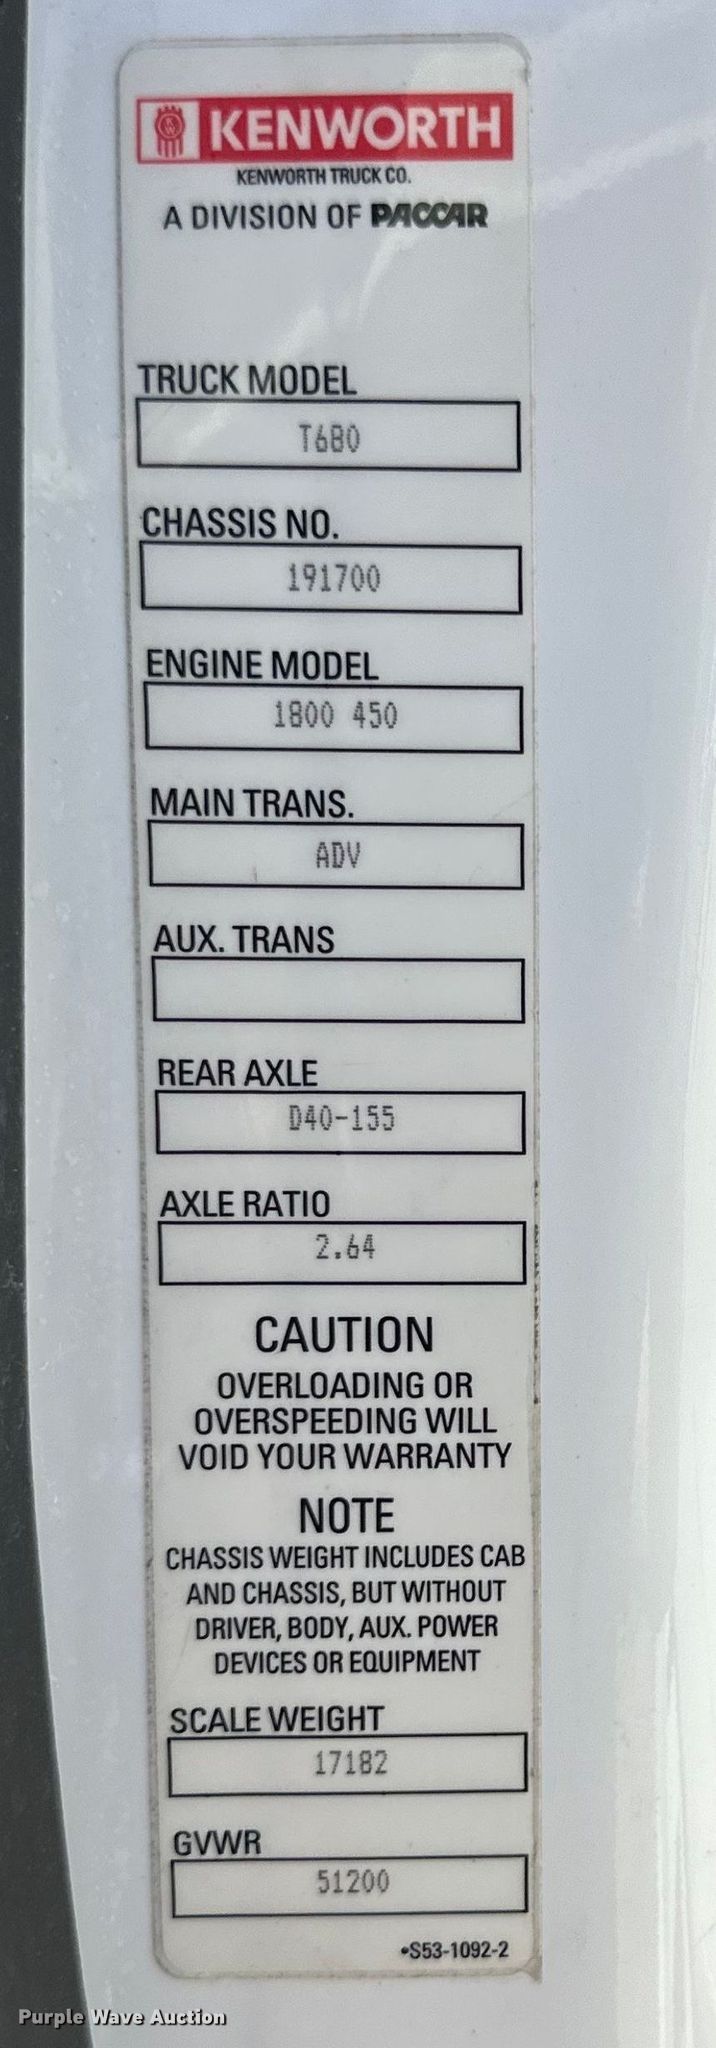 KW KENWORTH
KENWORTH TRUCK CO.
A DIVISION OF PACCAR
TRUCK MODEL
T680
CHASSIS NO.
191700
ENGINE MODEL
1800 450
MAIN TRANS.
ADV
AUX. TRANS
REAR AXLE
D40-155
AXLE RATIO
2.64
CAUTION
OVERLOADING OR
OVERSPEEDING WILL
VOID YOUR WARRANTY
NOTE
CHASSIS WEIGHT INCLUDES CAB
AND CHASSIS, BUT WITHOUT
DRIVER, BODY, AUX. POWER
DEVICES OR EQUIPMENT
SCALE WEIGHT
17182
GVWR
51200
•S53-1092-2
Purple Wave Auction